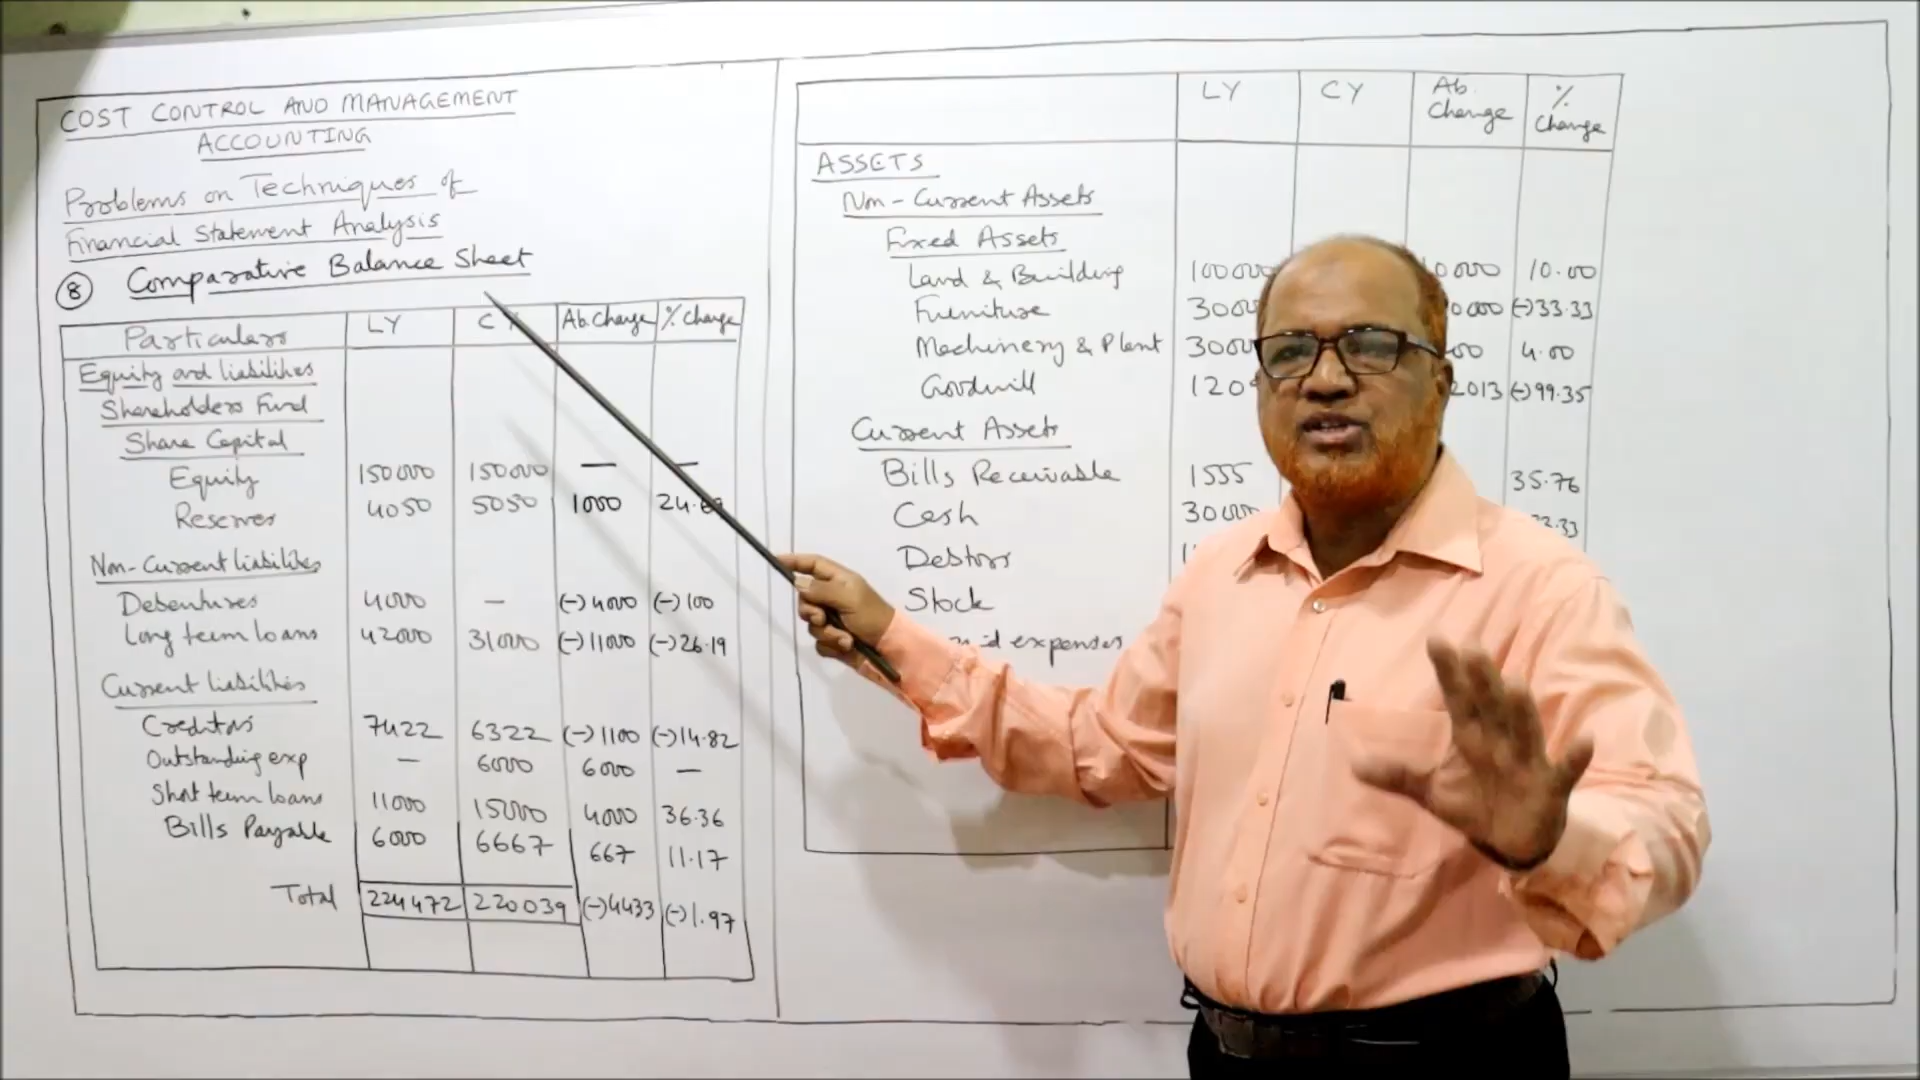 COST CONTROL AND MANAGEMENT
ACCOUNTING
Problems on Techniques of
Financial Statement Analysis
8 Comparative Balance Sheet
Particulars LY CY Ab. Change % Change
Equity and liabilities
Shareholders Fund
Share Capital
Equity 150000 150000 — —
Reserves 4050 5050 1000
Non-Current liabilities
Debentures 4000 — (-) 4000 (-) 100
Long term loans 42000 31000 (-) 11000 (-) 26.19
Current liabilities
Creditors 7422 6322 (-) 1100 (-) 14.82
Outstanding exp — 6000 6000 —
Short term loans 11000 15000 4000 36.36
Bills Payable 6000 6667 667 11.17
Total 224472 220039 (-) 4433 (-) 1.97
LY CY Ab. Change % Change
ASSETS
Non-Current Assets
Fixed Assets
Land & Building 10.00
Furniture (-) 33.33
Machinery & Plant 4.00
Goodwill (-) 99.35
Current Assets
Bills Receivable 1555 35.76
Cash
Debtors
Stock
expenses